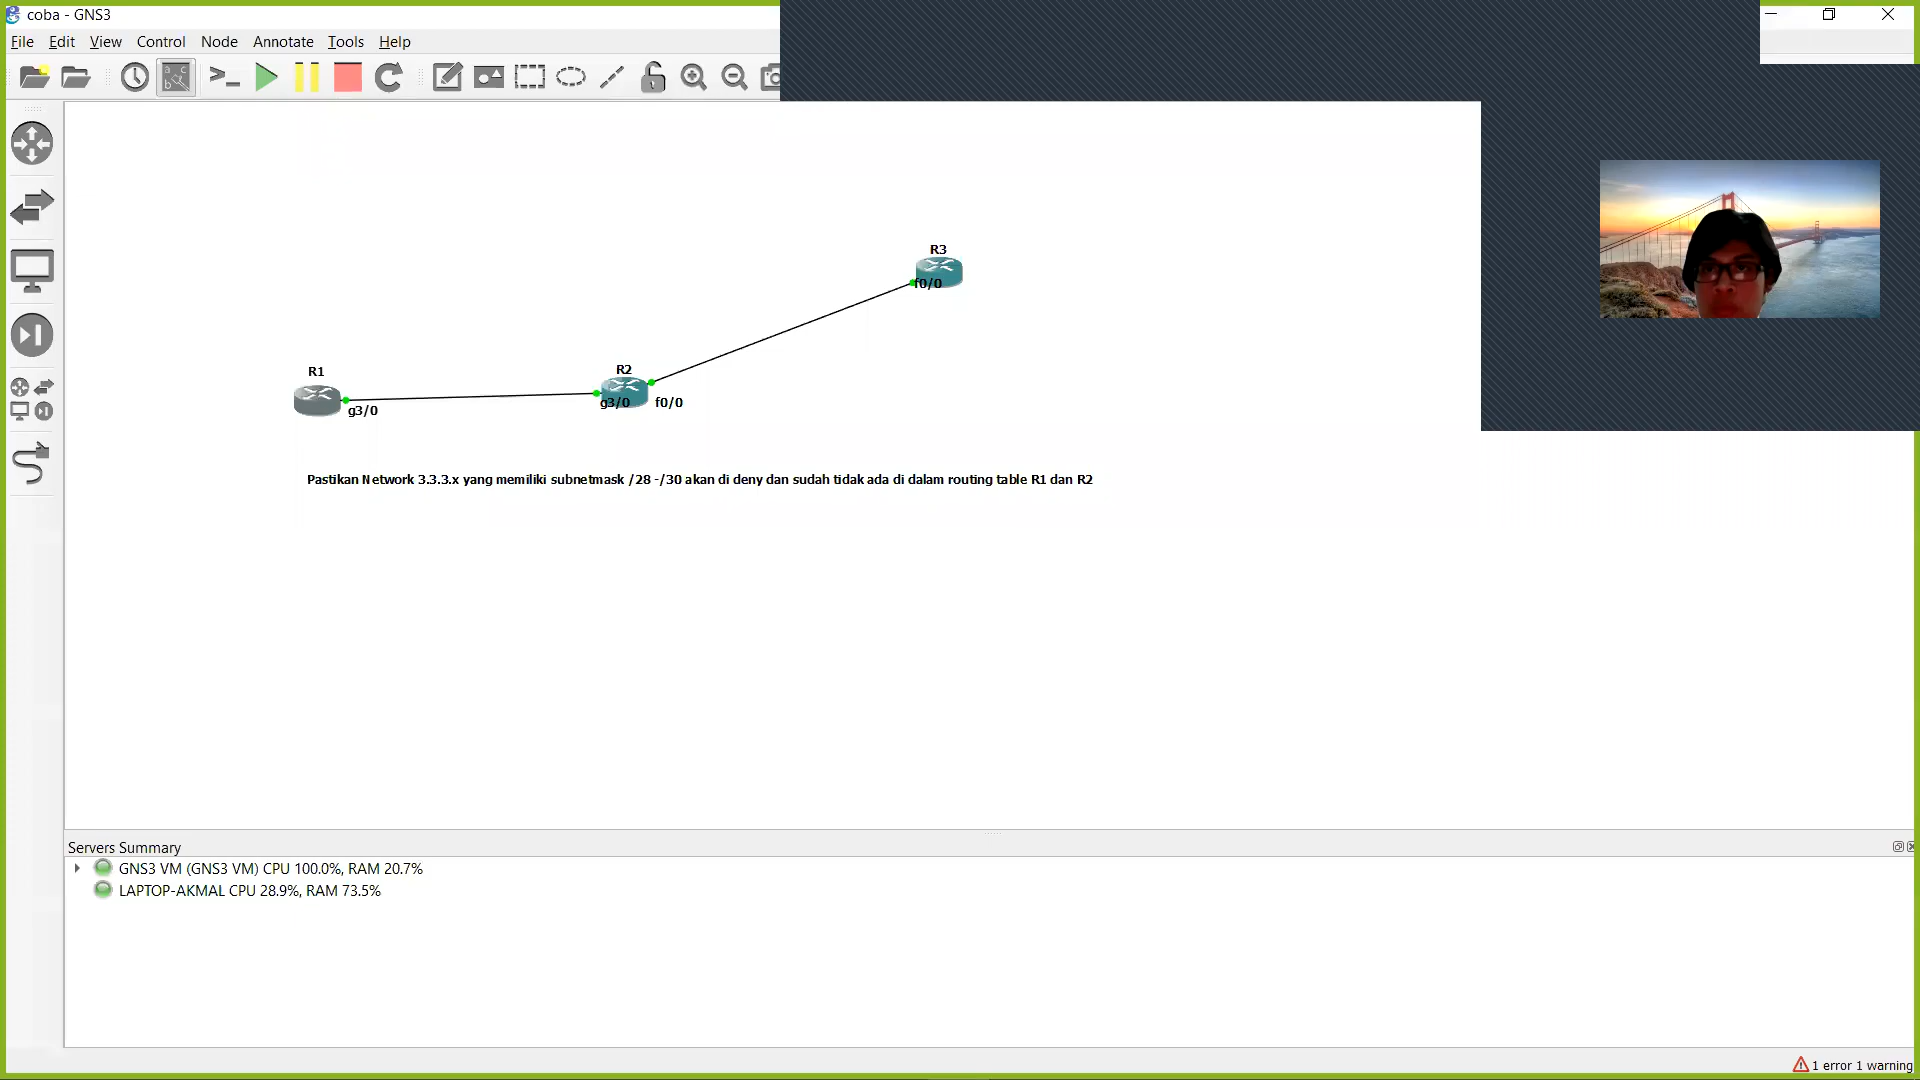 coba - GNS3
File Edit View Control Node Annotate Tools Help
R3
f0/0
R1
g3/0
R2
g3/0 f0/0
Pastikan Network 3.3.3.x yang memiliki subnetmask /28 -/30 akan di deny dan sudah tidak ada di dalam routing table R1 dan R2
Servers Summary
GNS3 VM (GNS3 VM) CPU 100.0%, RAM 20.7%
LAPTOP-AKMAL CPU 28.9%, RAM 73.5%
1 error 1 warning